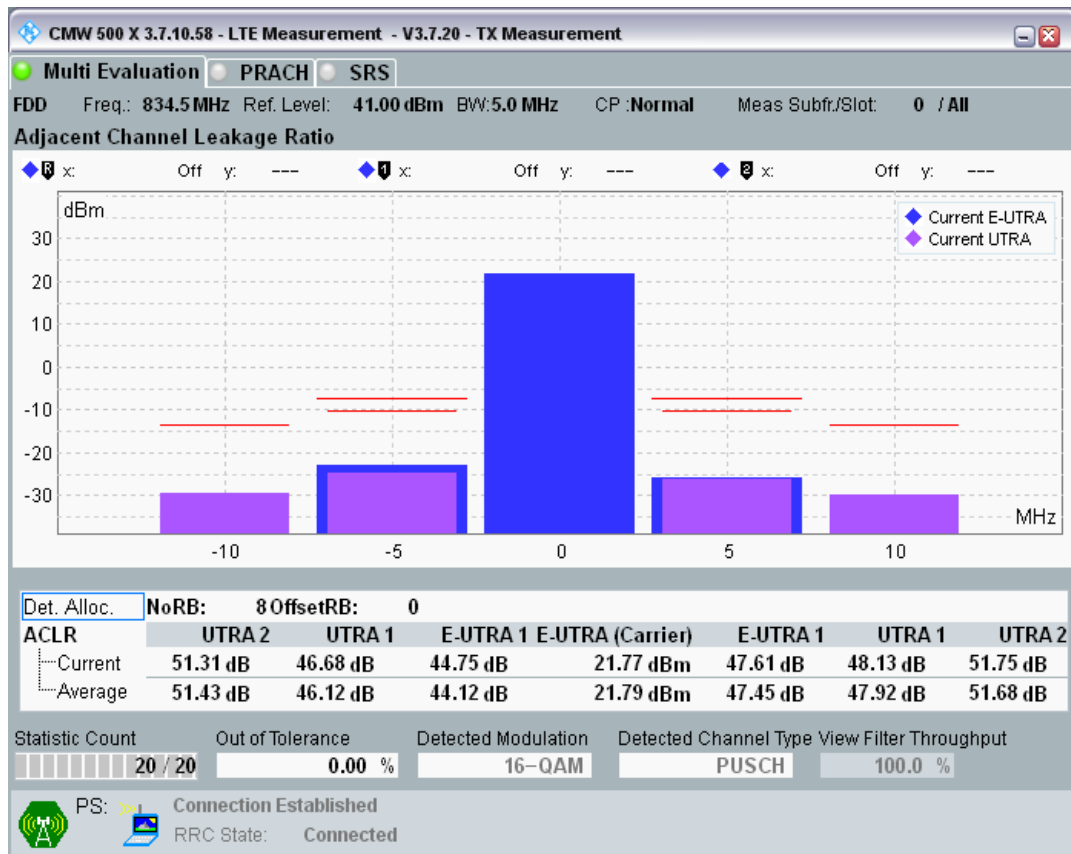 CMW 500 X 3.7.10.58 - LTE Measurement - V3.7.20 - TX Measurement
Multi Evaluation PRACH SRS
FDD Freq.: 834.5 MHz Ref. Level: 41.00 dBm BW:5.0 MHz CP :Normal Meas Subfr./Slot: 0 / All
Adjacent Channel Leakage Ratio
R x: Off y: --- 1 x: Off y: --- 2 x: Off y: ---
dBm
Current E-UTRA
Current UTRA
30
20
10
0
-10
-20
-30
MHz
-10 -5 0 5 10
Det. Alloc. NoRB: 8 OffsetRB: 0
ACLR UTRA 2 UTRA 1 E-UTRA 1 E-UTRA (Carrier) E-UTRA 1 UTRA 1 UTRA 2
Current 51.31 dB 46.68 dB 44.75 dB 21.77 dBm 47.61 dB 48.13 dB 51.75 dB
Average 51.43 dB 46.12 dB 44.12 dB 21.79 dBm 47.45 dB 47.92 dB 51.68 dB
Statistic Count Out of Tolerance Detected Modulation Detected Channel Type View Filter Throughput
20 / 20 0.00 % 16-QAM PUSCH 100.0 %
PS: Connection Established
RRC State: Connected